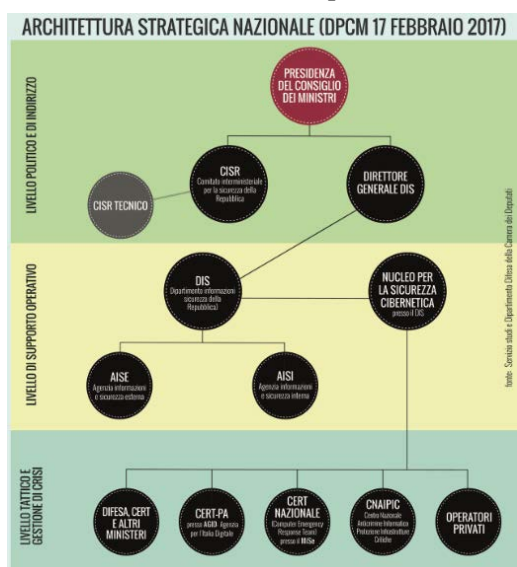 ARCHITETTURA STRATEGICA NAZIONALE (DPCM 17 FEBBRAIO 2017)
LIVELLO POLITICO E DI INDIRIZZO
PRESIDENZA
DEL CONSIGLIO
DEI MINISTRI
CISR
Comitato interministeriale
per la sicurezza della
Repubblica
DIRETTORE
GENERALE DIS
CISR TECNICO
LIVELLO DI SUPPORTO OPERATIVO
DIS
Dipartimento informazioni
sicurezza della
Repubblica)
NUCLEO PER
LA SICUREZZA
CIBERNETICA
presso il DIS
AISE
Agenzia informazioni
e sicurezza esterna
AISI
Agenzia informazioni
e sicurezza interna
fonte- Servizio studi e Dipartimento Difesa della Camera dei Deputati
LIVELLO TATTICO E
GESTIONE DI CRISI
DIFESA, CERT
E ALTRI
MINISTERI
CERT-PA
presso AGID Agenzia
per l'Italia Digitale
CERT
NAZIONALE
(Computer Emergency
Response Team)
presso il MISe
CNAIPIC
Centro Nazionale
Anticrimine Informatico
Protezione Infrastrutture
Critiche
OPERATORI
PRIVATI